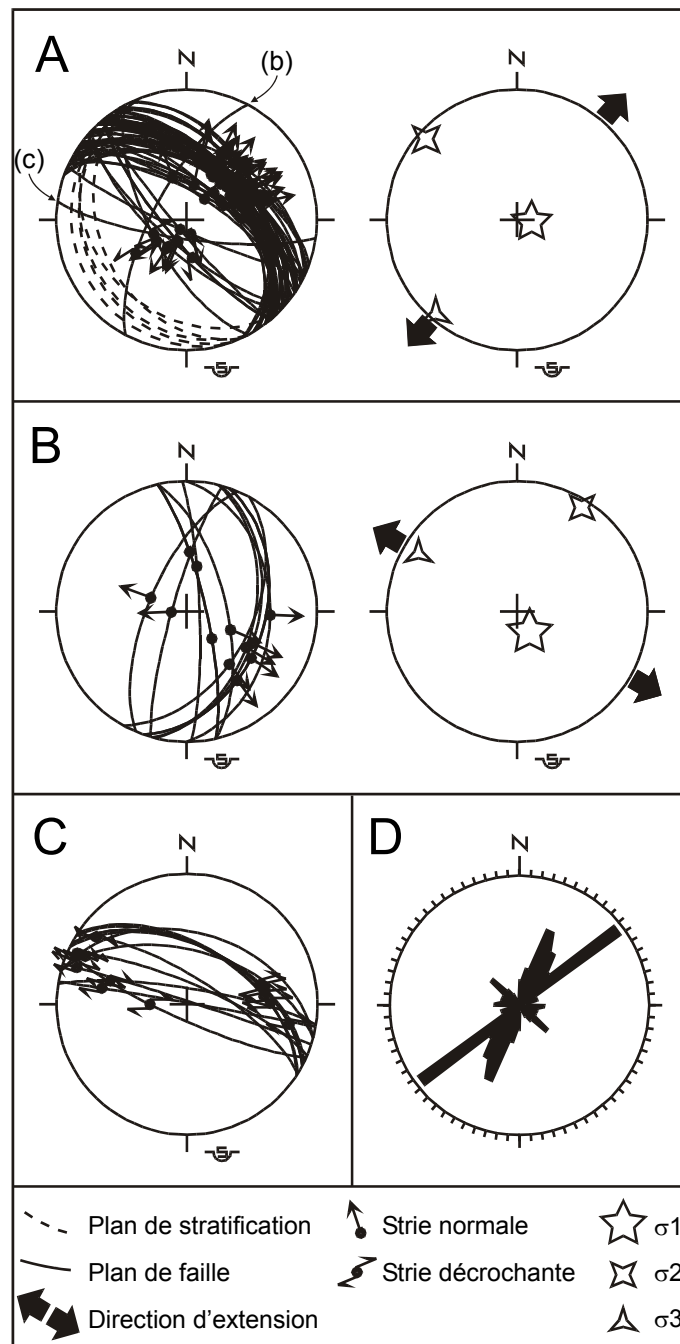 A
N
(b)
(c)
S
S
B
N
N
S
S
C
N
S
D
N
Plan de stratification
Strie normale
σ1
Plan de faille
Strie décrochante
σ2
Direction d'extension
σ3